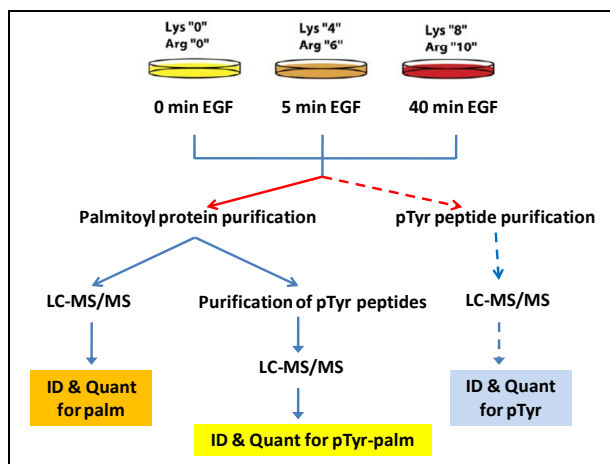 Lys "0" Lys "4" Lys "8"
Arg "0" Arg "6" Arg "10"
0 min EGF 5 min EGF 40 min EGF
Palmitoyl protein purification pTyr peptide purification
LC-MS/MS Purification of pTyr peptides LC-MS/MS
LC-MS/MS
ID & Quant
for palm
ID & Quant
for pTyr
ID & Quant for pTyr-palm